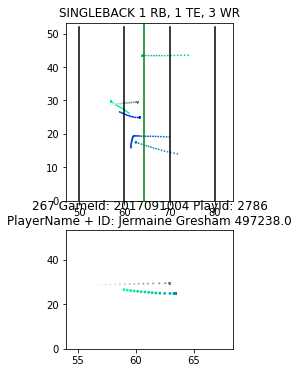 SINGLEBACK 1 RB, 1 TE, 3 WR
50
40
30
20
10
0
50 60 70 80
267 GameId: 2017091004 PlayId: 2786
PlayerName + ID: Jermaine Gresham 497238.0
40
20
0
55 60 65